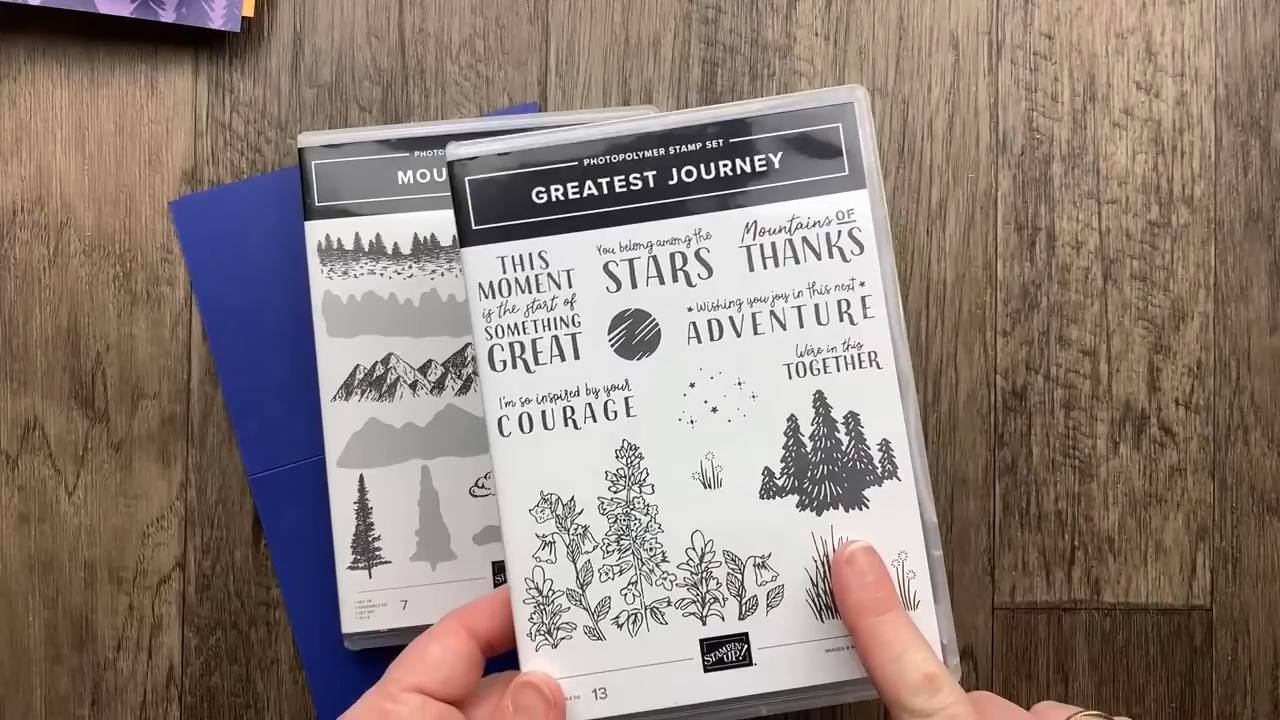 PHOTOPOLYMER STAMP SET
GREATEST JOURNEY
THIS
MOMENT
is the start of
SOMETHING
GREAT
You belong among the
STARS
Mountains OF
THANKS
Wishing you joy in this next
ADVENTURE
We're in this
TOGETHER
I'm so inspired by your
COURAGE
STAMPIN' UP!
13
PHOTO
MOU
7